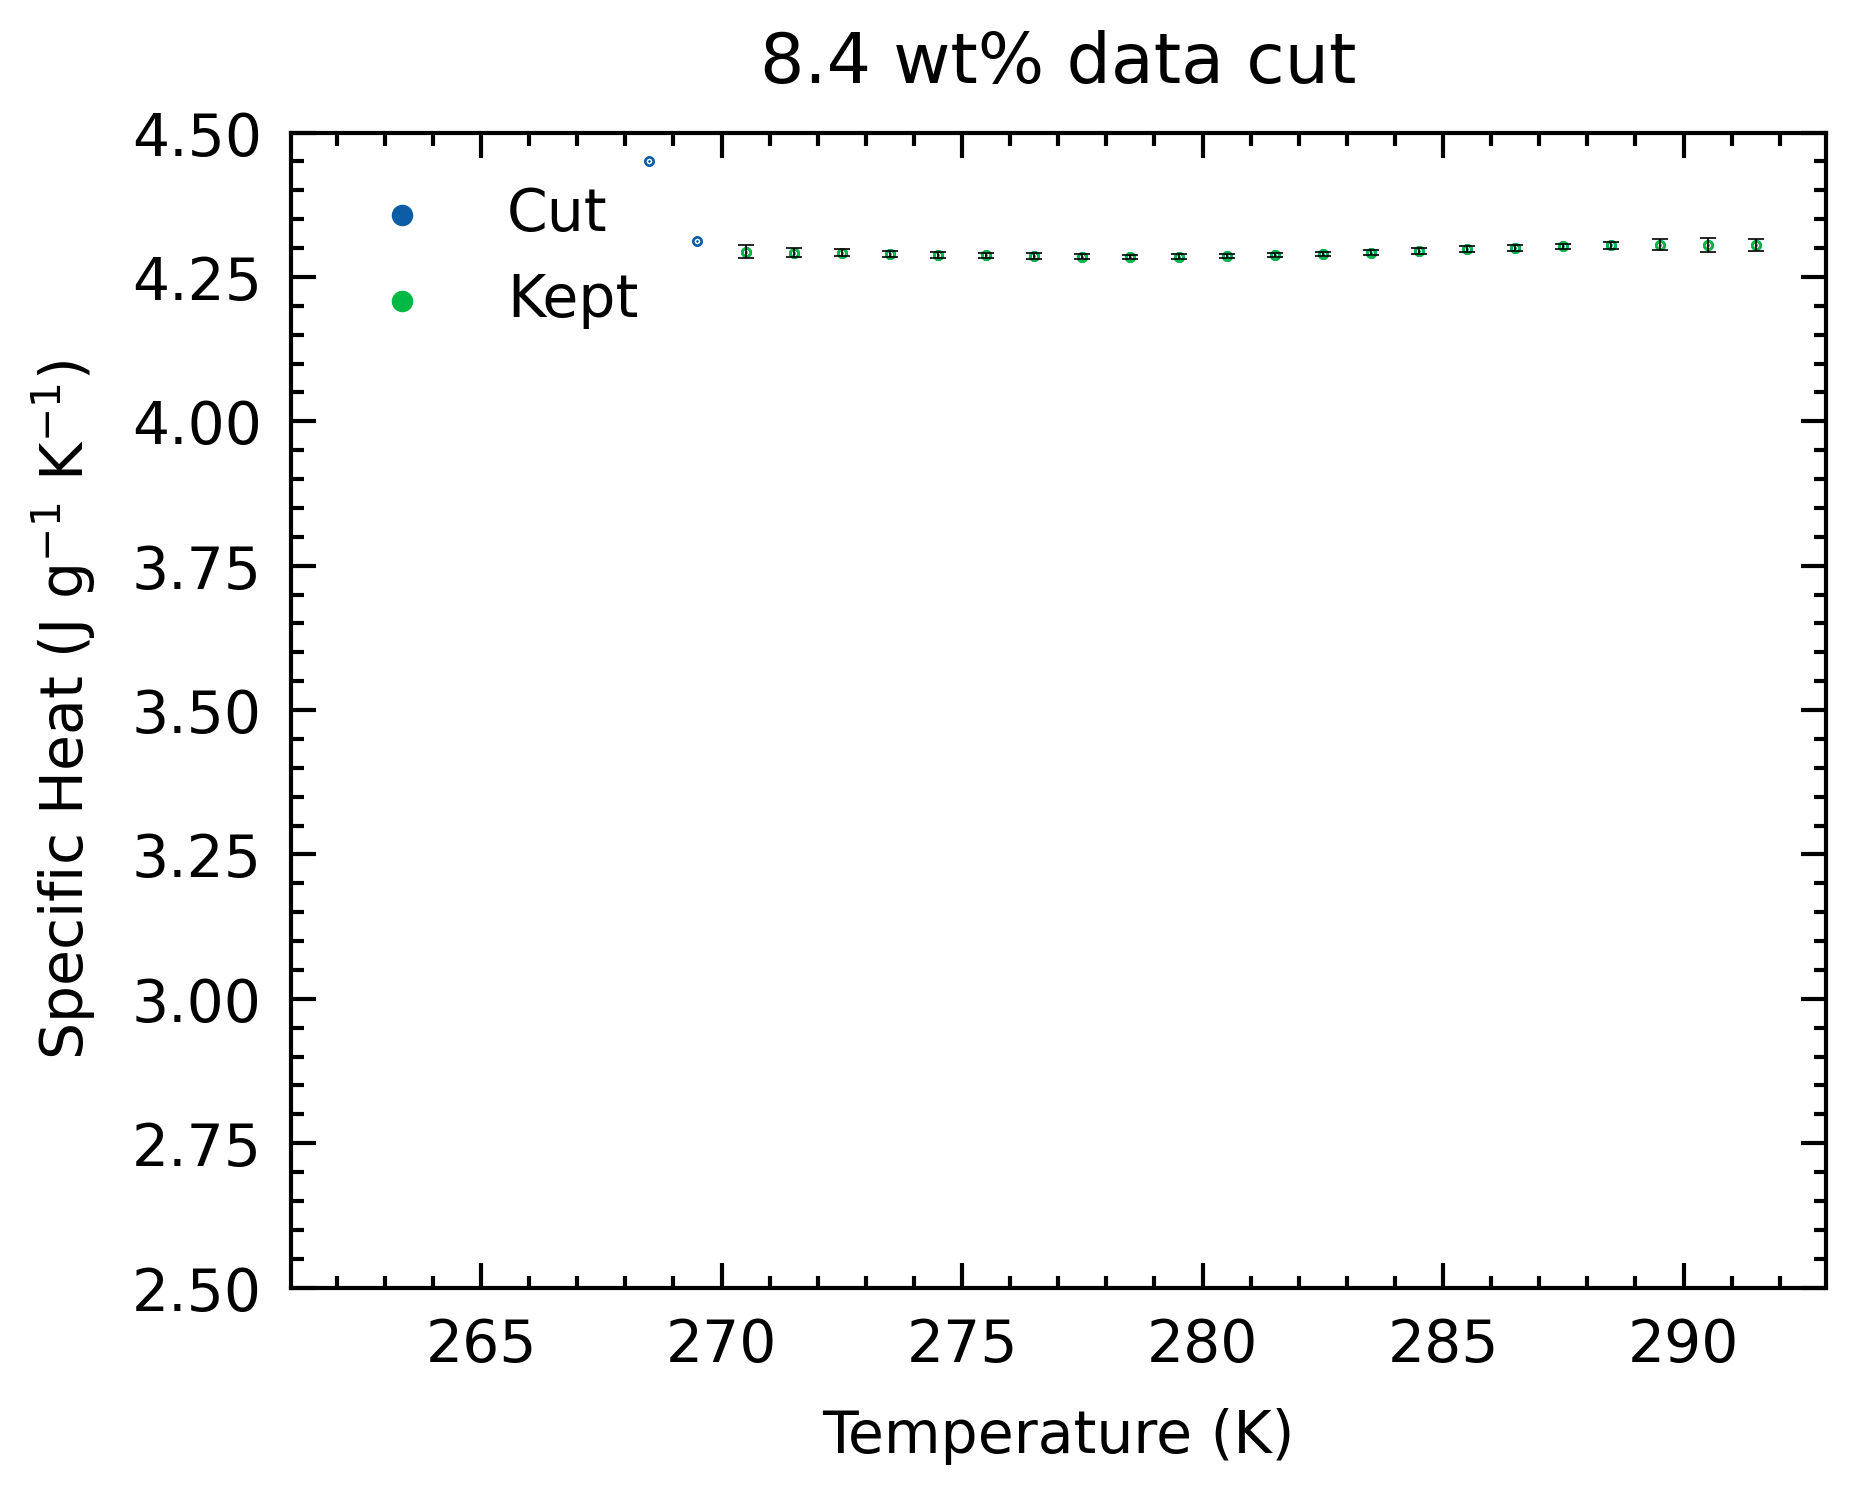 8.4 wt% data cut
4.50
4.25
4.00
3.75
3.50
3.25
3.00
2.75
2.50
Cut
Kept
Specific Heat (J g⁻¹ K⁻¹)
265 270 275 280 285 290
Temperature (K)